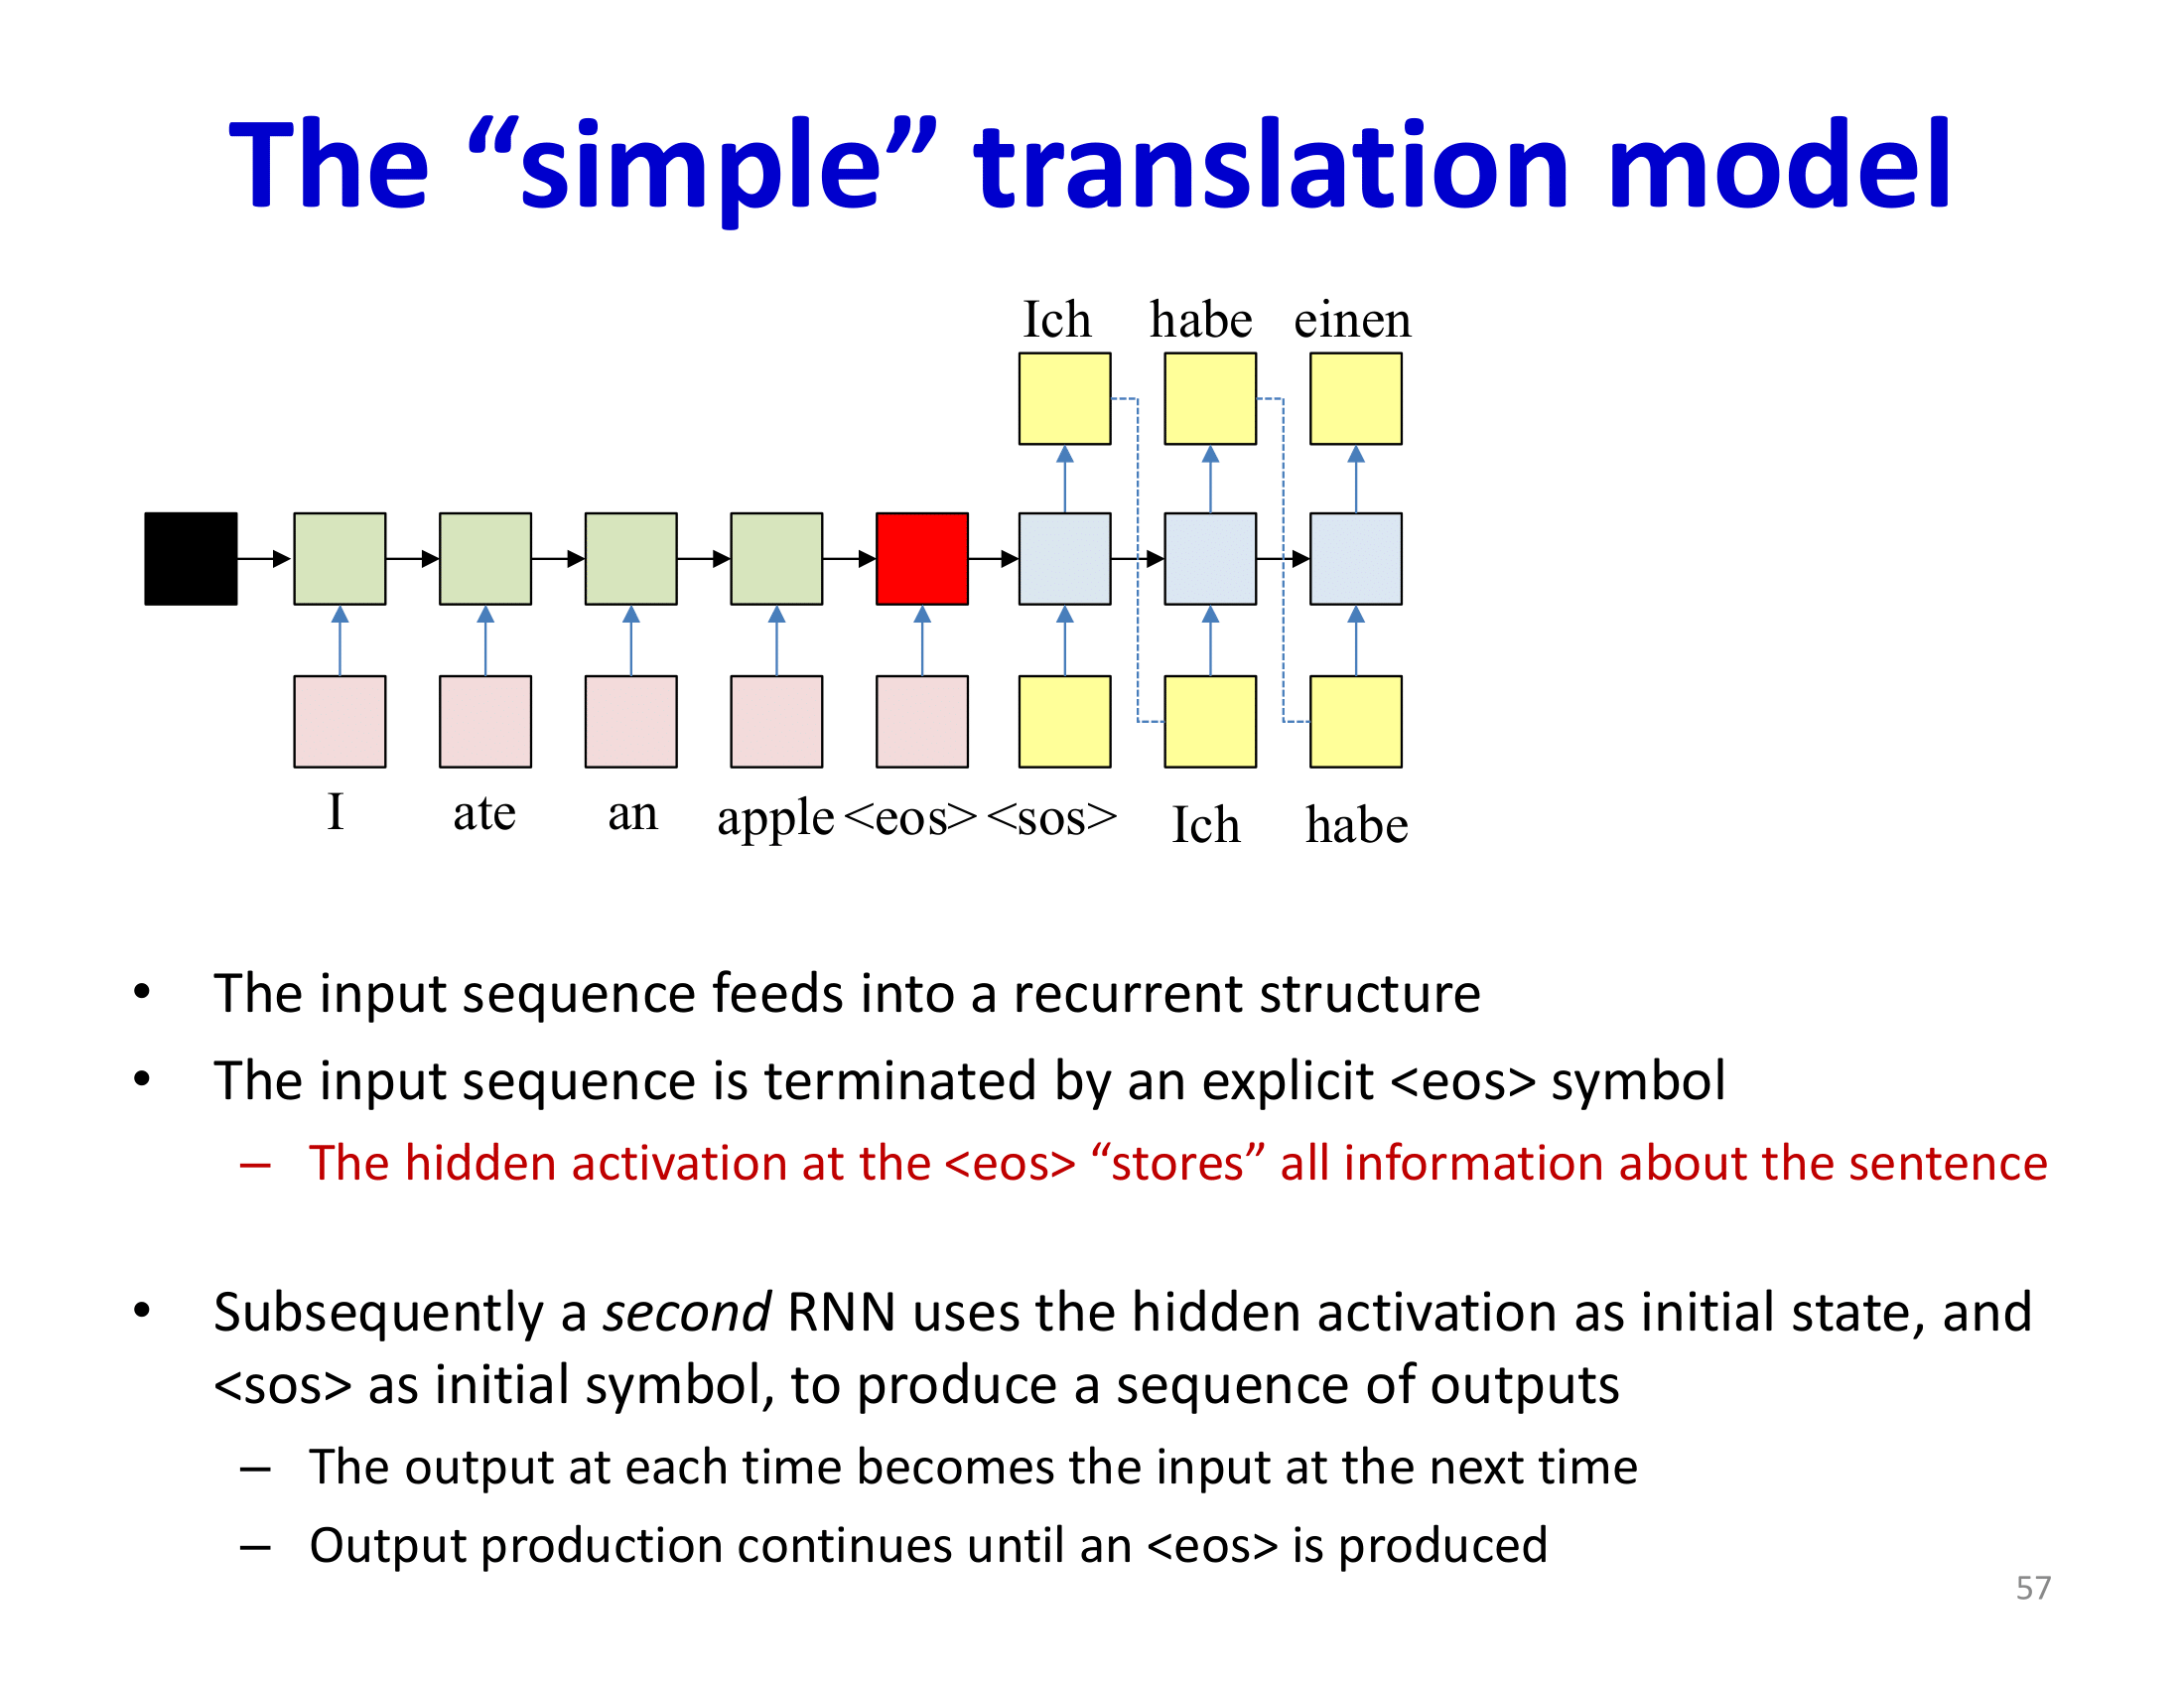 The “simple” translation model
Ich habe einen
I ate an apple <eos> <sos> Ich habe
• The input sequence feeds into a recurrent structure
• The input sequence is terminated by an explicit <eos> symbol
– The hidden activation at the <eos> “stores” all information about the sentence
• Subsequently a second RNN uses the hidden activation as initial state, and
<sos> as initial symbol, to produce a sequence of outputs
– The output at each time becomes the input at the next time
– Output production continues until an <eos> is produced
57